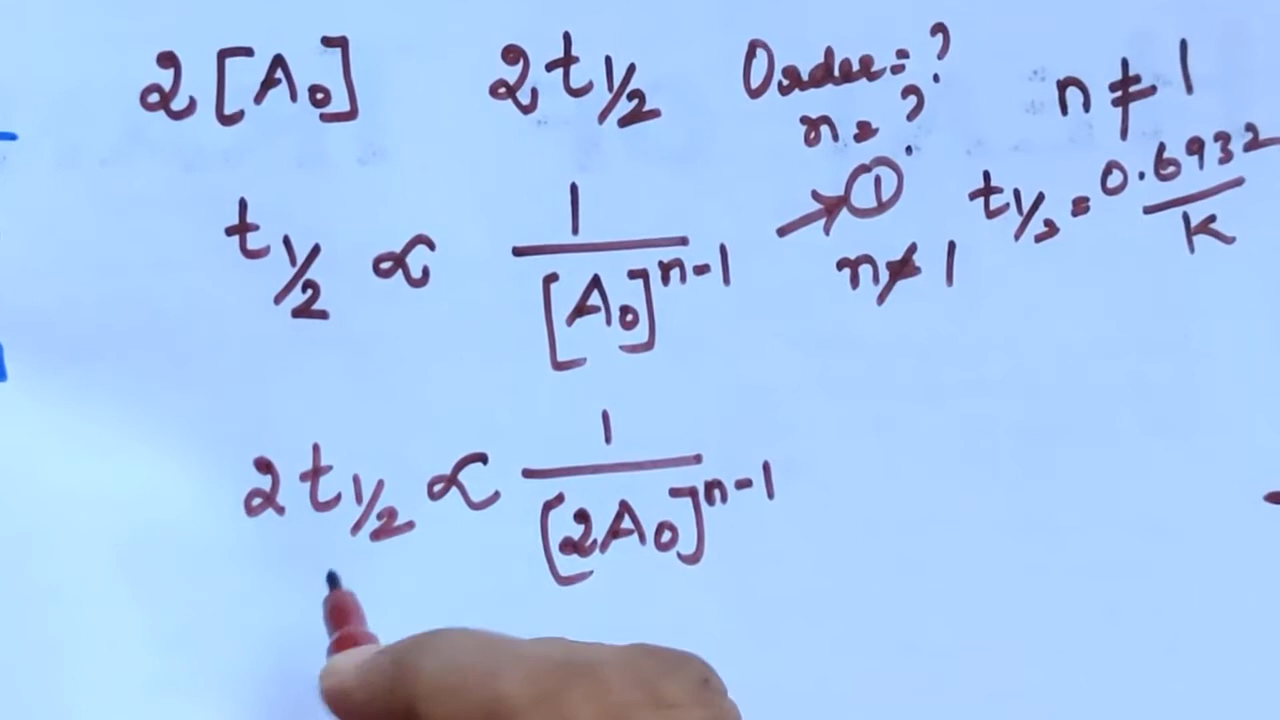 2[A₀] 2t1/2 Order=? n≠1
n=?
t1/2 ∝ 1/[A₀]ⁿ⁻¹ → ① t1/2 = 0.6932/K
n≠1
2t1/2 ∝ 1/[2A₀]ⁿ⁻¹